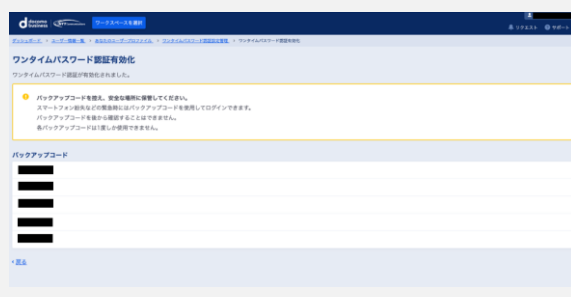 docomo business
ワークスペースを選択
リクエスト サポート
ダッシュボード > ユーザー情報一覧 > あなたのユーザープロファイル > ワンタイムパスワード認証設定管理 > ワンタイムパスワード認証有効化
ワンタイムパスワード認証有効化
ワンタイムパスワード認証が有効化されました。
バックアップコードを控え、安全な場所に保管してください。
スマートフォン紛失などの緊急時にはバックアップコードを使用してログインできます。
バックアップコードを後から確認することはできません。
各バックアップコードは1度しか使用できません。
バックアップコード
戻る